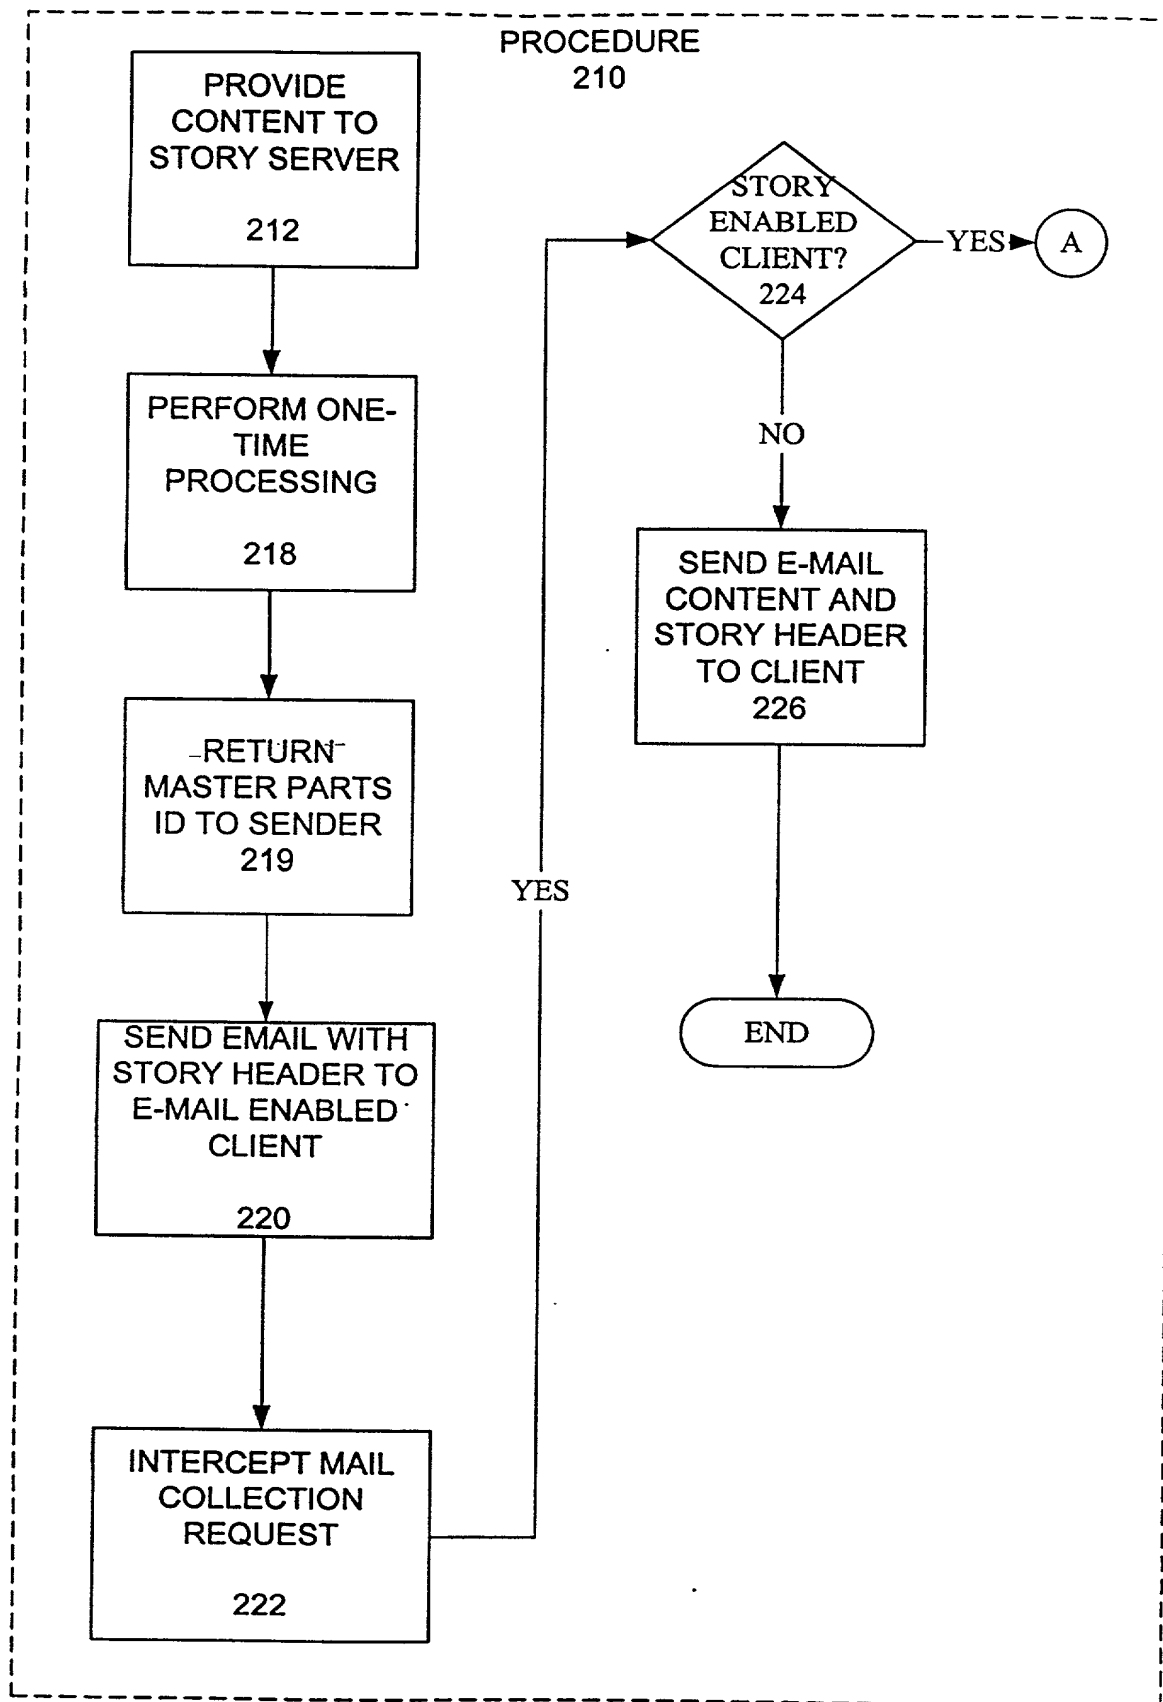 PROCEDURE
210
PROVIDE
CONTENT TO
STORY SERVER
212
PERFORM ONE-
TIME
PROCESSING
218
RETURN
MASTER PARTS
ID TO SENDER
219
SEND EMAIL WITH
STORY HEADER TO
E-MAIL ENABLED
CLIENT
220
INTERCEPT MAIL
COLLECTION
REQUEST
222
YES
STORY
ENABLED
CLIENT?
224
YES
A
NO
SEND E-MAIL
CONTENT AND
STORY HEADER
TO CLIENT
226
END